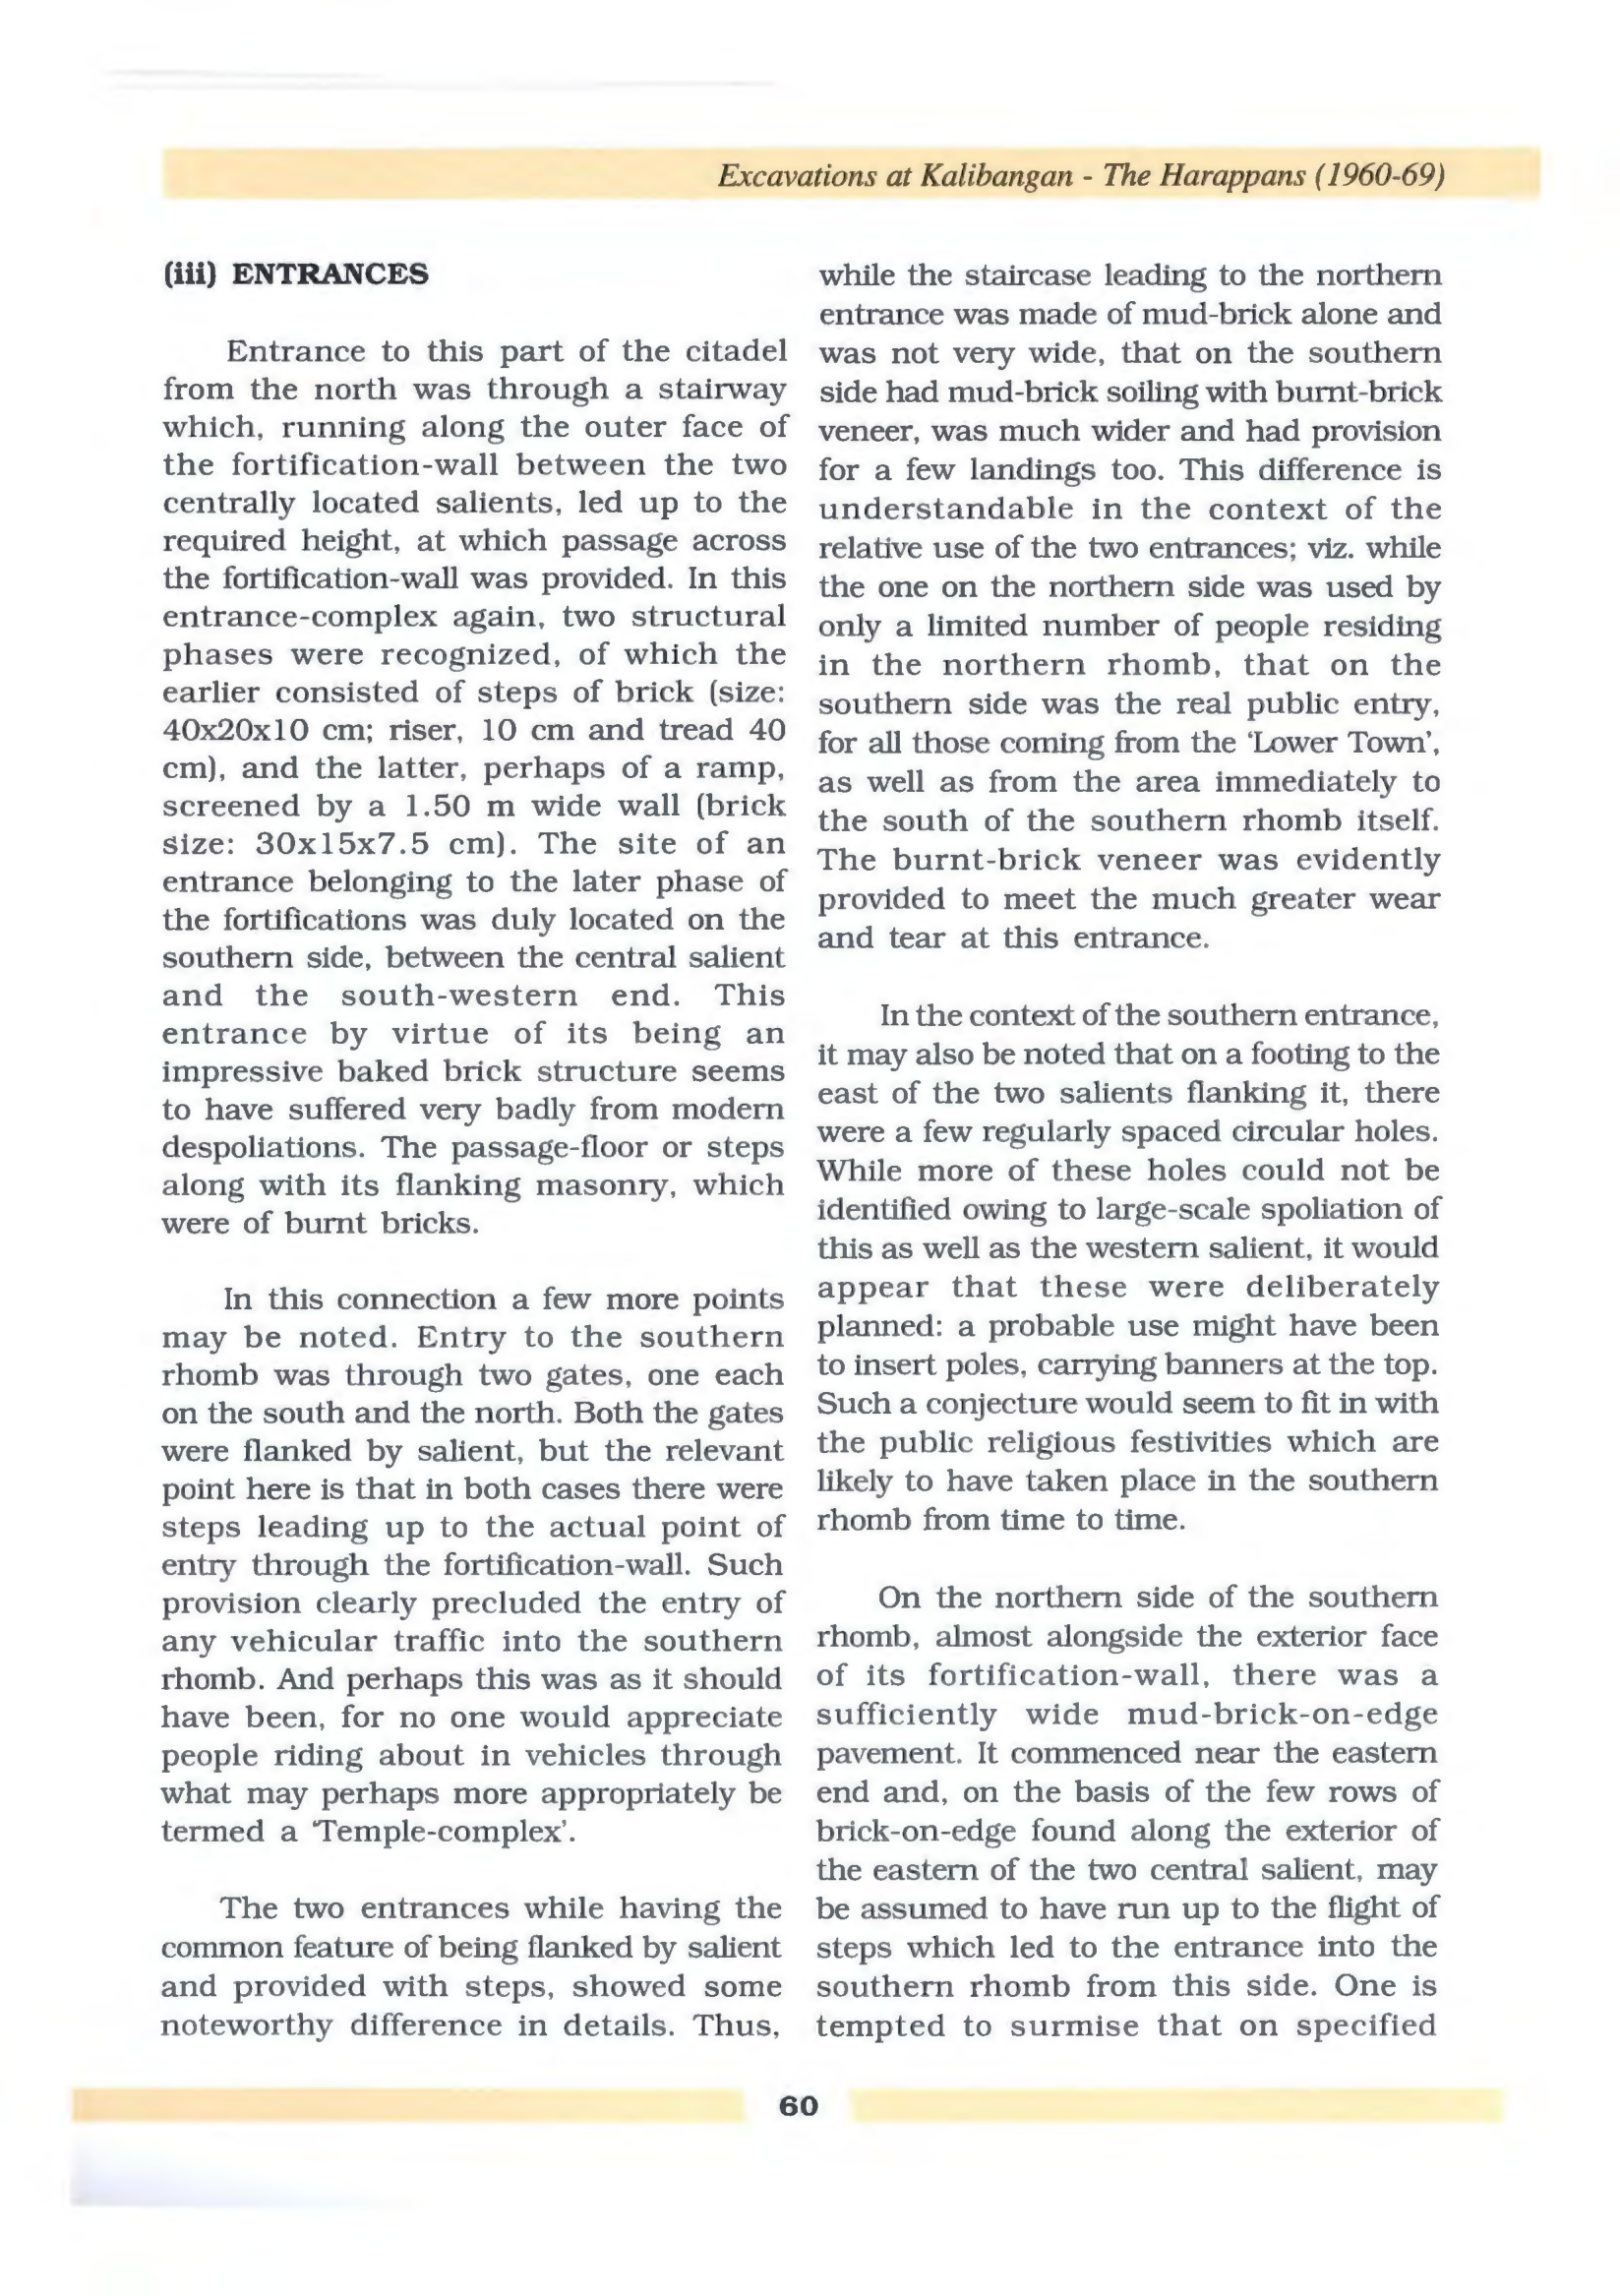 Excavations at Kalibangan - The Harappans (1960-69)
(iii) ENTRANCES
Entrance to this part of the citadel
from the north was through a stairway
which, running along the outer face of
the fortification-wall between the two
centrally located salients, led up to the
required height, at which passage across
the fortification-wall was provided. In this
entrance-complex again, two structural
phases were recognized, of which the
earlier consisted of steps of brick (size:
40x20x10 cm; riser, 10 cm and tread 40
cm), and the latter, perhaps of a ramp,
screened by a 1.50 m wide wall (brick
size: 30x15x7.5 cm). The site of an
entrance belonging to the later phase of
the fortifications was duly located on the
southern side, between the central salient
and the south-western end. This
entrance by virtue of its being an
impressive baked brick structure seems
to have suffered very badly from modern
despoliations. The passage-floor or steps
along with its flanking masonry, which
were of burnt bricks.
In this connection a few more points
may be noted. Entry to the southern
rhomb was through two gates, one each
on the south and the north. Both the gates
were flanked by salient, but the relevant
point here is that in both cases there were
steps leading up to the actual point of
entry through the fortification-wall. Such
provision clearly precluded the entry of
any vehicular traffic into the southern
rhomb. And perhaps this was as it should
have been, for no one would appreciate
people riding about in vehicles through
what may perhaps more appropriately be
termed a ‘Temple-complex’.
The two entrances while having the
common feature of being flanked by salient
and provided with steps, showed some
noteworthy difference in details. Thus,
while the staircase leading to the northern
entrance was made of mud-brick alone and
was not very wide, that on the southern
side had mud-brick soiling with burnt-brick
veneer, was much wider and had provision
for a few landings too. This difference is
understandable in the context of the
relative use of the two entrances; viz. while
the one on the northern side was used by
only a limited number of people residing
in the northern rhomb, that on the
southern side was the real public entry,
for all those coming from the ‘Lower Town’,
as well as from the area immediately to
the south of the southern rhomb itself.
The burnt-brick veneer was evidently
provided to meet the much greater wear
and tear at this entrance.
In the context of the southern entrance,
it may also be noted that on a footing to the
east of the two salients flanking it, there
were a few regularly spaced circular holes.
While more of these holes could not be
identified owing to large-scale spoliation of
this as well as the western salient, it would
appear that these were deliberately
planned: a probable use might have been
to insert poles, carrying banners at the top.
Such a conjecture would seem to fit in with
the public religious festivities which are
likely to have taken place in the southern
rhomb from time to time.
On the northern side of the southern
rhomb, almost alongside the exterior face
of its fortification-wall, there was a
sufficiently wide mud-brick-on-edge
pavement. It commenced near the eastern
end and, on the basis of the few rows of
brick-on-edge found along the exterior of
the eastern of the two central salient, may
be assumed to have run up to the flight of
steps which led to the entrance into the
southern rhomb from this side. One is
tempted to surmise that on specified
60